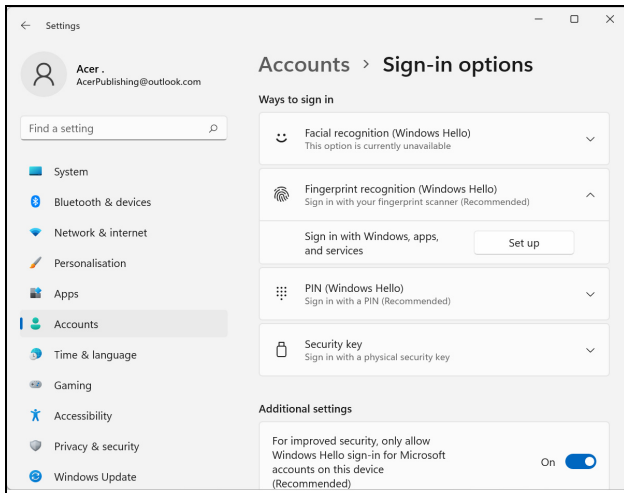 Settings
Acer .
AcerPublishing@outlook.com
Find a setting
System
Bluetooth & devices
Network & internet
Personalisation
Apps
Accounts
Time & language
Gaming
Accessibility
Privacy & security
Windows Update
Accounts > Sign-in options
Ways to sign in
Facial recognition (Windows Hello)
This option is currently unavailable
Fingerprint recognition (Windows Hello)
Sign in with your fingerprint scanner (Recommended)
Sign in with Windows, apps,
and services
Set up
PIN (Windows Hello)
Sign in with a PIN (Recommended)
Security key
Sign in with a physical security key
Additional settings
For improved security, only allow
Windows Hello sign-in for Microsoft
accounts on this device
(Recommended)
On